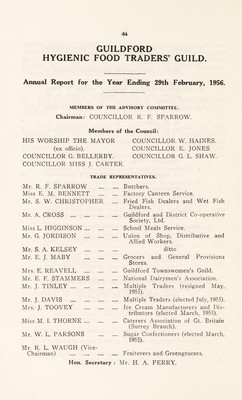 44
GUILDFORD
HYGIENIC FOOD TRADERS' GUILD.
Annual Report for the Year Ending 29th February, 1956.
MEMBERS OF THE ADVISORY COMMITTEE.
Chairman: COUNCILLOR R. F. SPARROW.
Members of the Council:
HIS WORSHIP THE MAYOR (ex officio).
COUNCILLOR G. BELLERBY.
COUNCILLOR MISS J. CARTER.
COUNCILLOR W. HAINES.
COUNCILLOR E. JONES
COUNCILLOR G. L. SHAW.
TRADE REPRESENTATIVES.
Mr. R. F. SPARROW — — — Butchers.
Miss E. M. BENNETT — — — Factory Canteen Service.
Mr. S. W. CHRISTOPHER — — Fried Fish Dealers and Wet Fish
Dealers.
Mr. A. CROSS — — — — Guildford and District Co-operative
Society, Ltd.
Miss L. HIGGINSON — — — School Meals Service.
Mr. G. JORDISON — — — Union of Shop, Distributive and
Allied Workers.
Mr. S. A. KELSEY — — — ditto
Mr. E. J. MABY — — — Grocers and General Provisions
Stores.
Mrs. E. REAVELL — — — Guildford Townswomen's Guild.
Mr. E. F. STAMMERS — — — National Dairymen's Association.
Mr. J. TINLEY — — — — Multiple Traders (resigned May,
1955).
Mr. J. DAVIS — — — — Multiple Traders (elected July, 1955).
Mrs. J. TOOVEY — — — — Ice Cream Manufacturers and Distributors
(elected March, 1955).
Miss M. I. THORNE — — — Caterers Association of Gt. Britain
(Surrey Branch).
Mr. W. L. PARSONS — — — Sugar Confectioners (elected March,
1955).
Mr. R. L. WAUGH (Vice-
Chairman) — — — — Fruiterers and Greengrocers.
Hon. Secretary: Mr. H. A. PERRY.